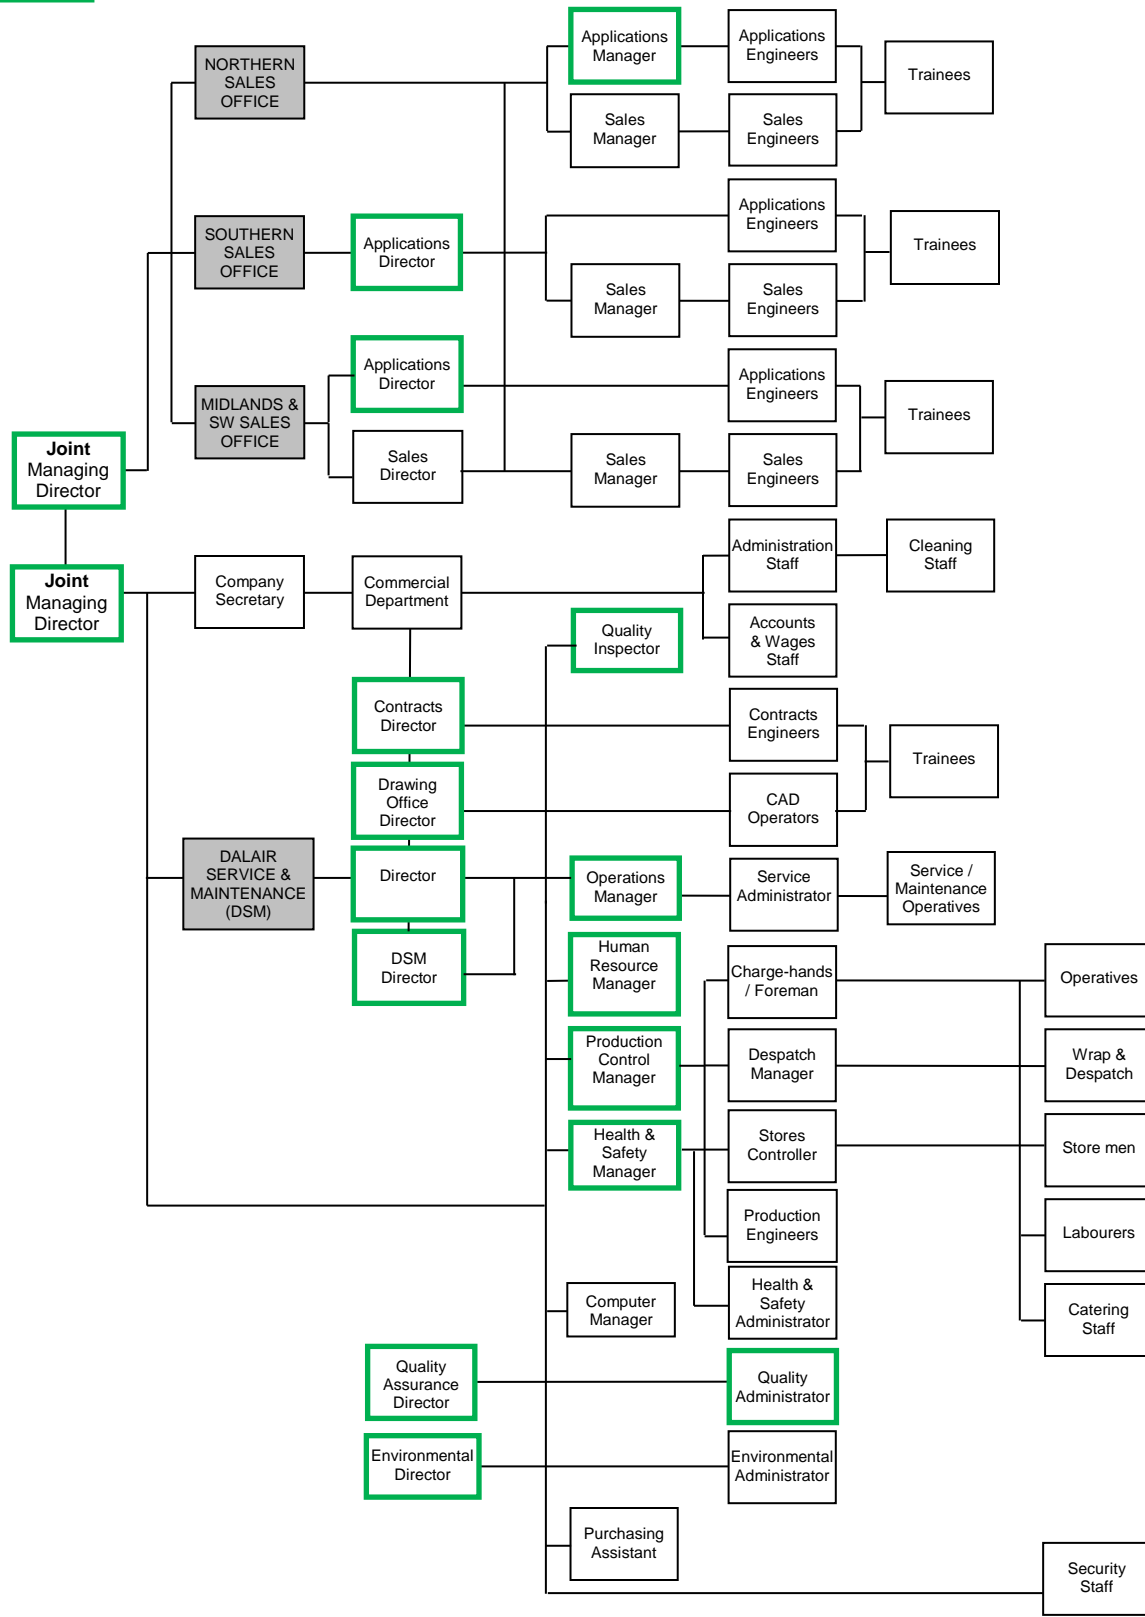 Applications
Manager
Applications
Engineers
NORTHERN
SALES
OFFICE
Trainees
Sales
Manager
Sales
Engineers
Applications
Engineers
SOUTHERN
SALES
OFFICE
Applications
Director
Trainees
Sales
Manager
Sales
Engineers
Applications
Director
Applications
Engineers
MIDLANDS &
SW SALES
OFFICE
Trainees
Joint
Managing
Director
Sales
Director
Sales
Manager
Sales
Engineers
Administration
Staff
Cleaning
Staff
Joint
Managing
Director
Company
Secretary
Commercial
Department
Quality
Inspector
Accounts
& Wages
Staff
Contracts
Director
Contracts
Engineers
Trainees
Drawing
Office
Director
CAD
Operators
DALAIR
SERVICE &
MAINTENANCE
(DSM)
Director
Operations
Manager
Service
Administrator
Service /
Maintenance
Operatives
DSM
Director
Human
Resource
Manager
Charge-hands
/ Foreman
Operatives
Production
Control
Manager
Despatch
Manager
Wrap &
Despatch
Health &
Safety
Manager
Stores
Controller
Store men
Production
Engineers
Labourers
Computer
Manager
Health &
Safety
Administrator
Catering
Staff
Quality
Assurance
Director
Quality
Administrator
Environmental
Director
Environmental
Administrator
Purchasing
Assistant
Security
Staff